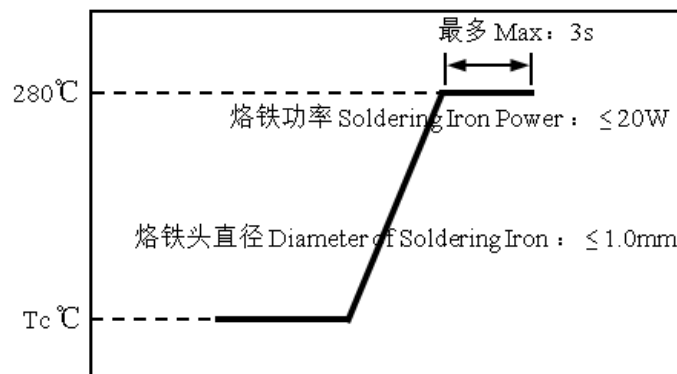 最多 Max：3s
280℃
烙铁功率 Soldering Iron Power：≤20W
烙铁头直径 Diameter of Soldering Iron：≤1.0mm
Tc ℃